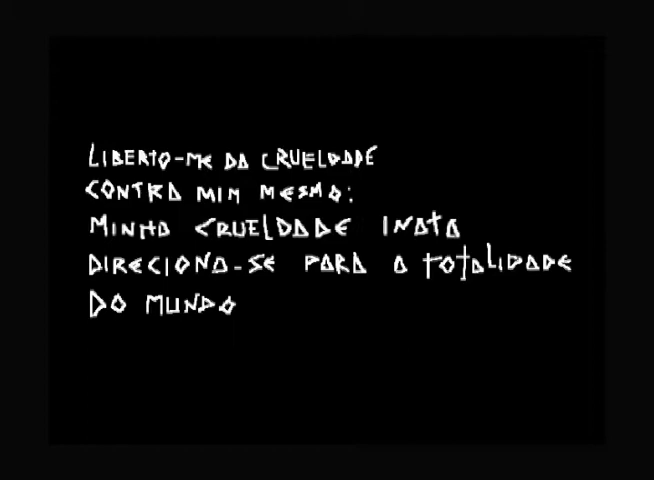 LIBERTO-ME DA CRUELDADE
CONTRA MIM MESMO:
MINHA CRUELDADE INATA
DIRECIONA-SE PARA A TOTALIDADE
DO MUNDO